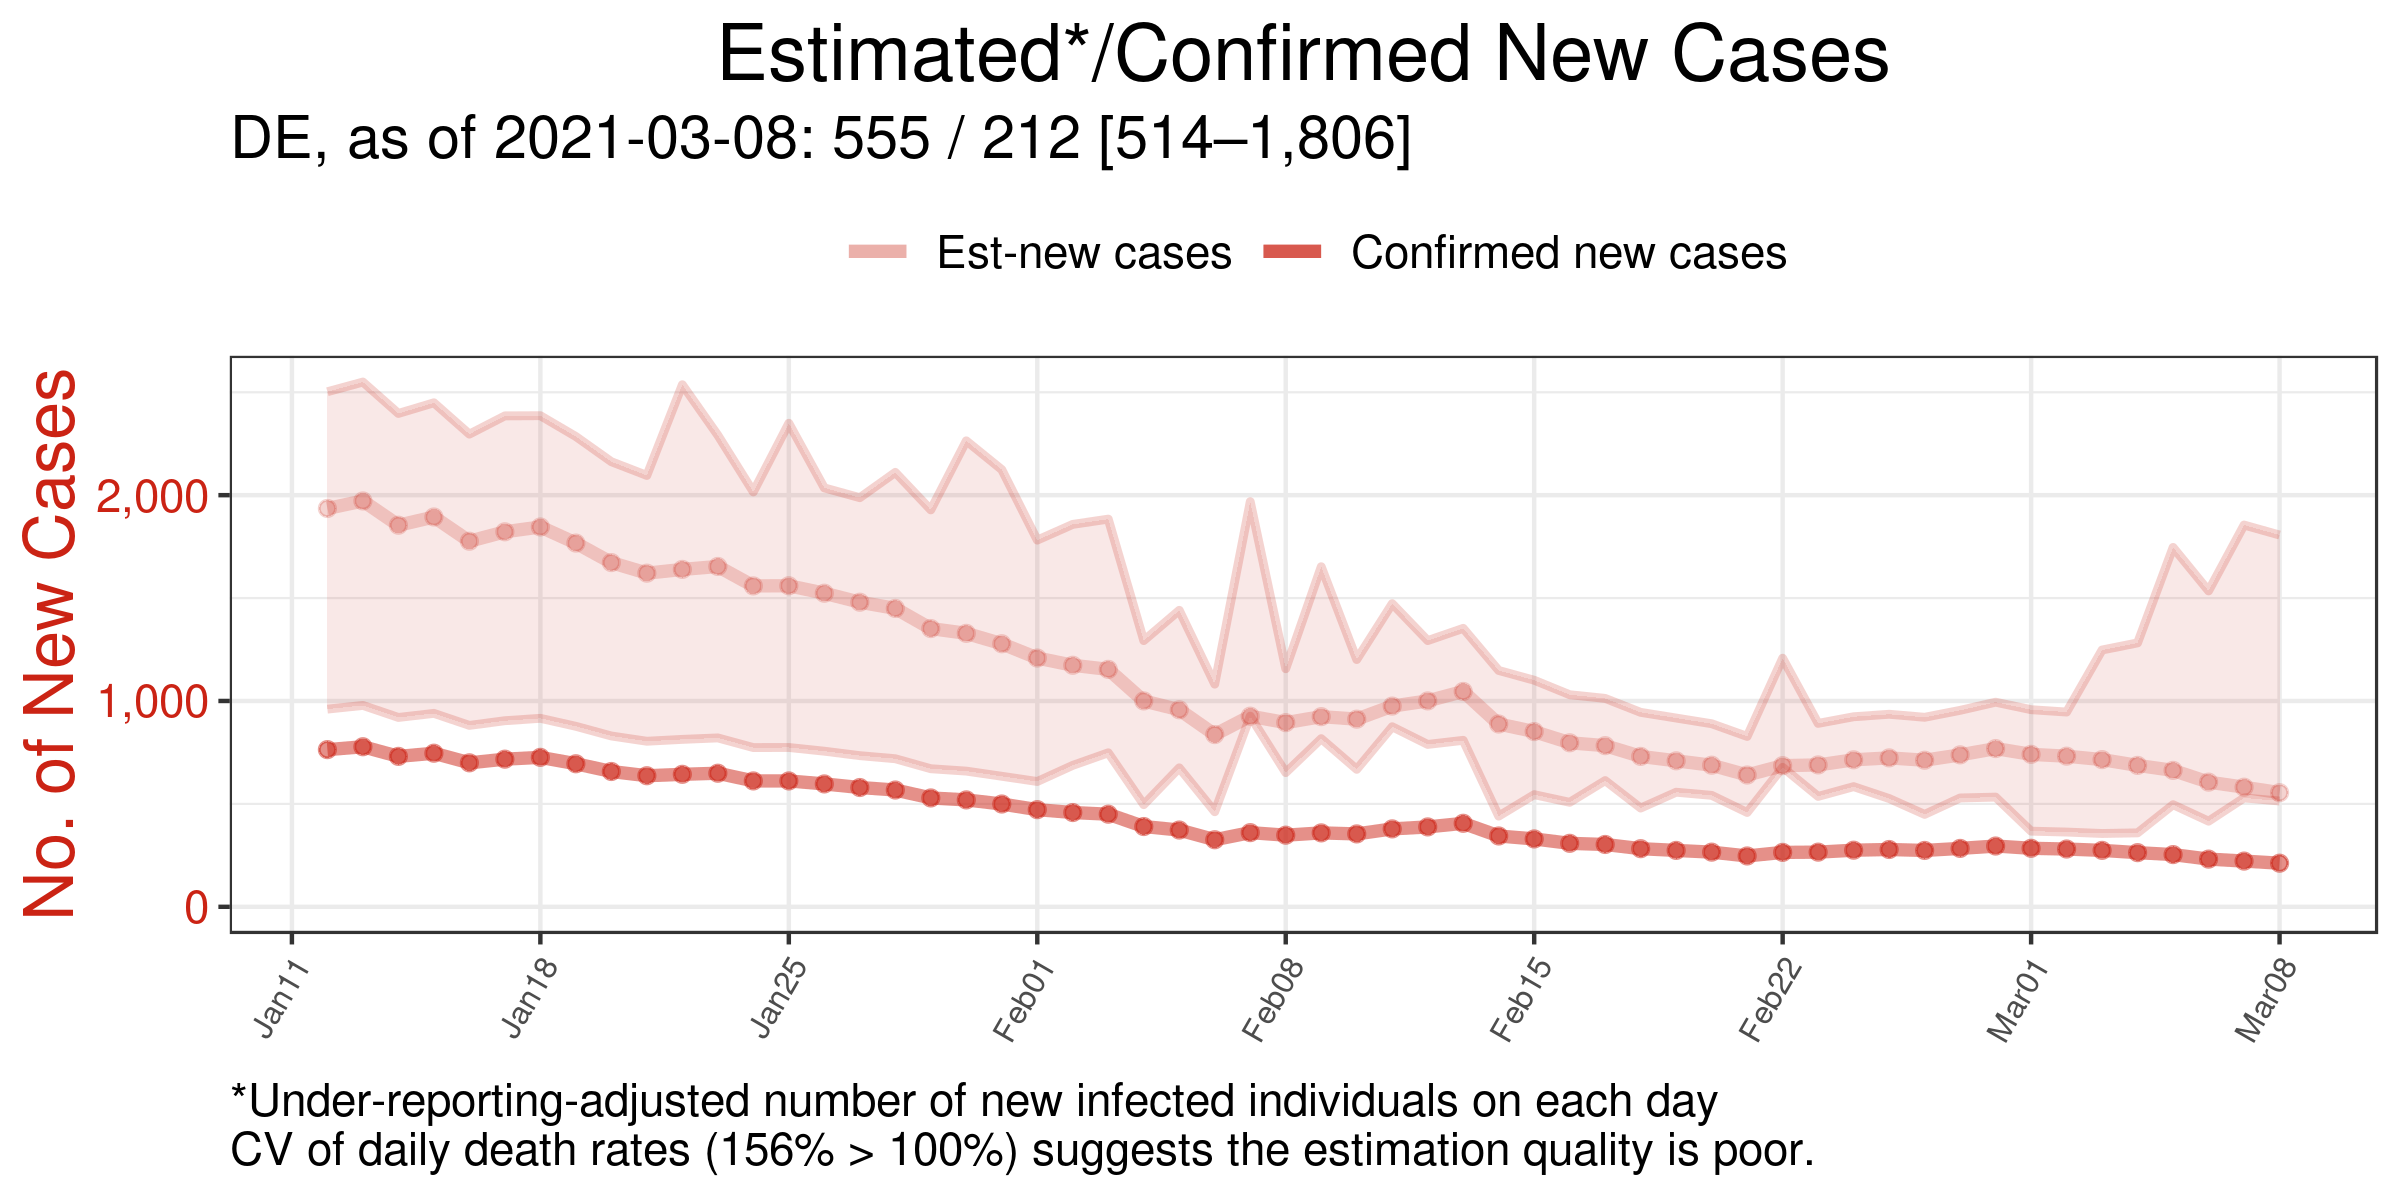 Estimated*/Confirmed New Cases
DE, as of 2021-03-08: 555 / 212 [514–1,806]
Est-new cases
Confirmed new cases
No. of New Cases
2,000
1,000
0
Jan11
Jan18
Jan25
Feb01
Feb08
Feb15
Feb22
Mar01
Mar08
*Under-reporting-adjusted number of new infected individuals on each day
CV of daily death rates (156% > 100%) suggests the estimation quality is poor.